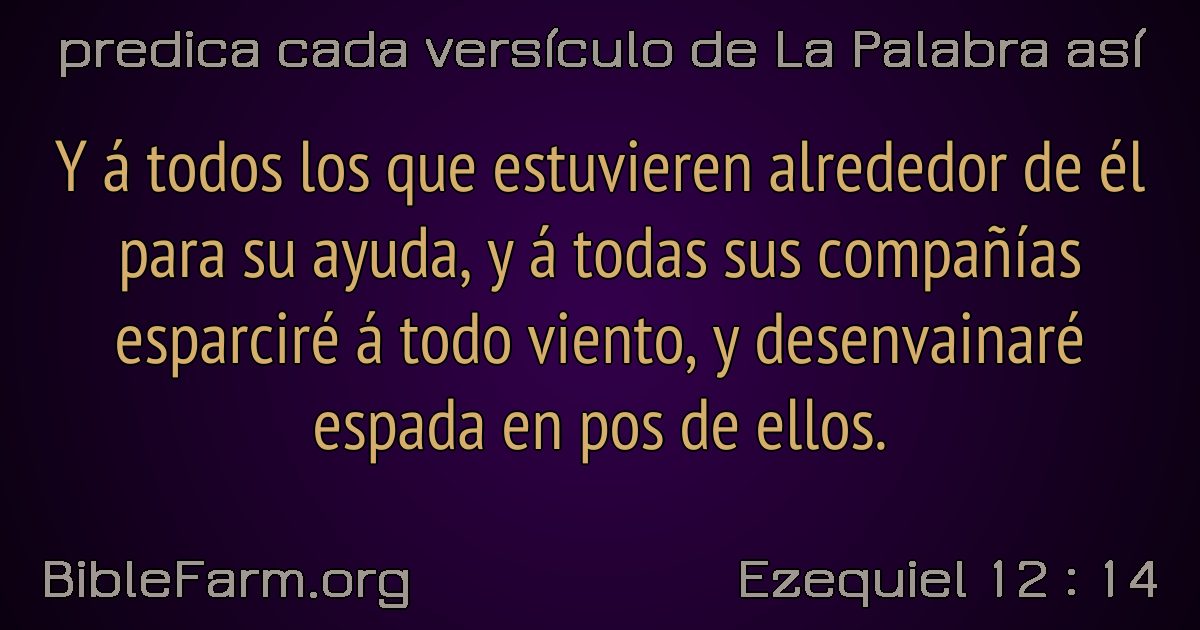 predica cada versículo de La Palabra así
Y á todos los que estuvieren alrededor de él
para su ayuda, y á todas sus compañías
esparciré á todo viento, y desenvainaré
espada en pos de ellos.
BibleFarm.org
Ezequiel 12 : 14